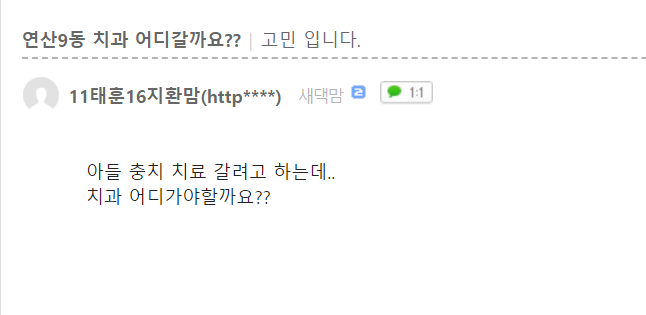 연산9동 치과 어디갈까요?? | 고민 입니다.
11태훈16지환맘(http****) 새댁맘 2 1:1
아들 충치 치료 갈려고 하는데..
치과 어디가야할까요??